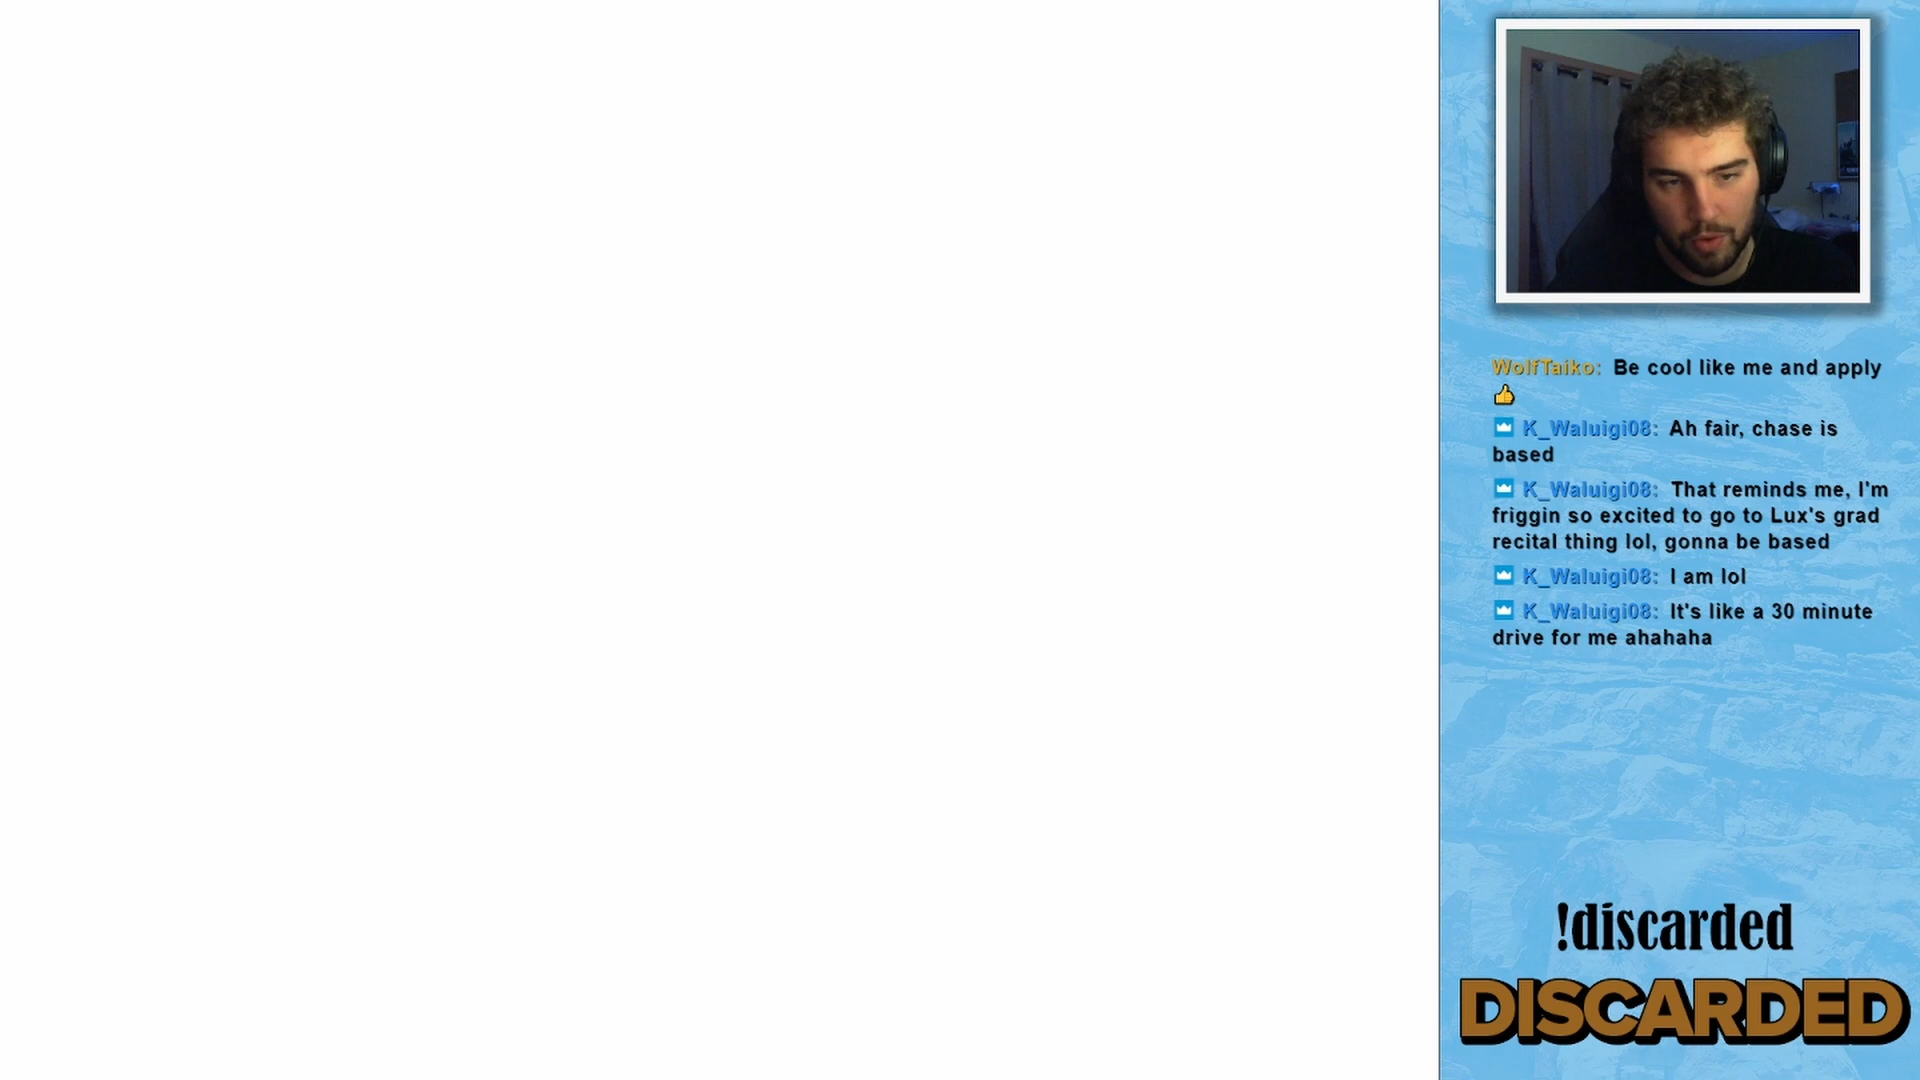 WolfTaiko: Be cool like me and apply
👍
K_Waluigi08: Ah fair, chase is
based
K_Waluigi08: That reminds me, I'm
friggin so excited to go to Lux's grad
recital thing lol, gonna be based
K_Waluigi08: I am lol
K_Waluigi08: It's like a 30 minute
drive for me ahahaha
!discarded
DISCARDED